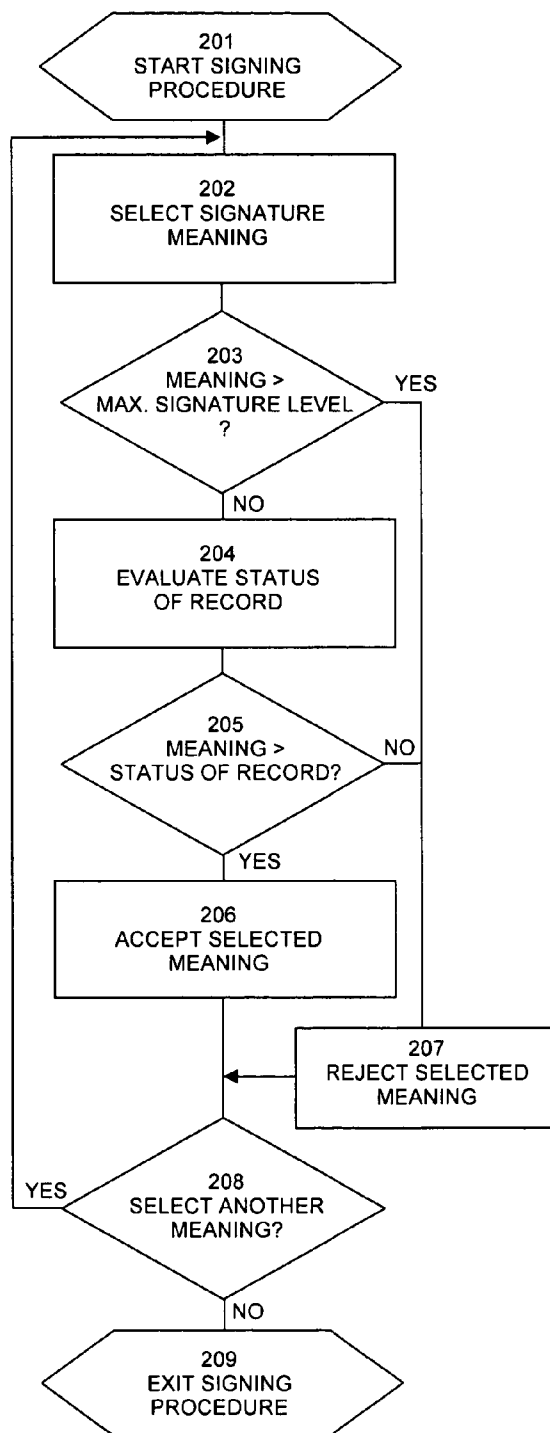 201
START SIGNING
PROCEDURE
202
SELECT SIGNATURE
MEANING
203
MEANING >
MAX. SIGNATURE LEVEL
?
YES
NO
204
EVALUATE STATUS
OF RECORD
205
MEANING >
STATUS OF RECORD?
NO
YES
206
ACCEPT SELECTED
MEANING
207
REJECT SELECTED
MEANING
208
SELECT ANOTHER
MEANING?
YES
NO
209
EXIT SIGNING
PROCEDURE